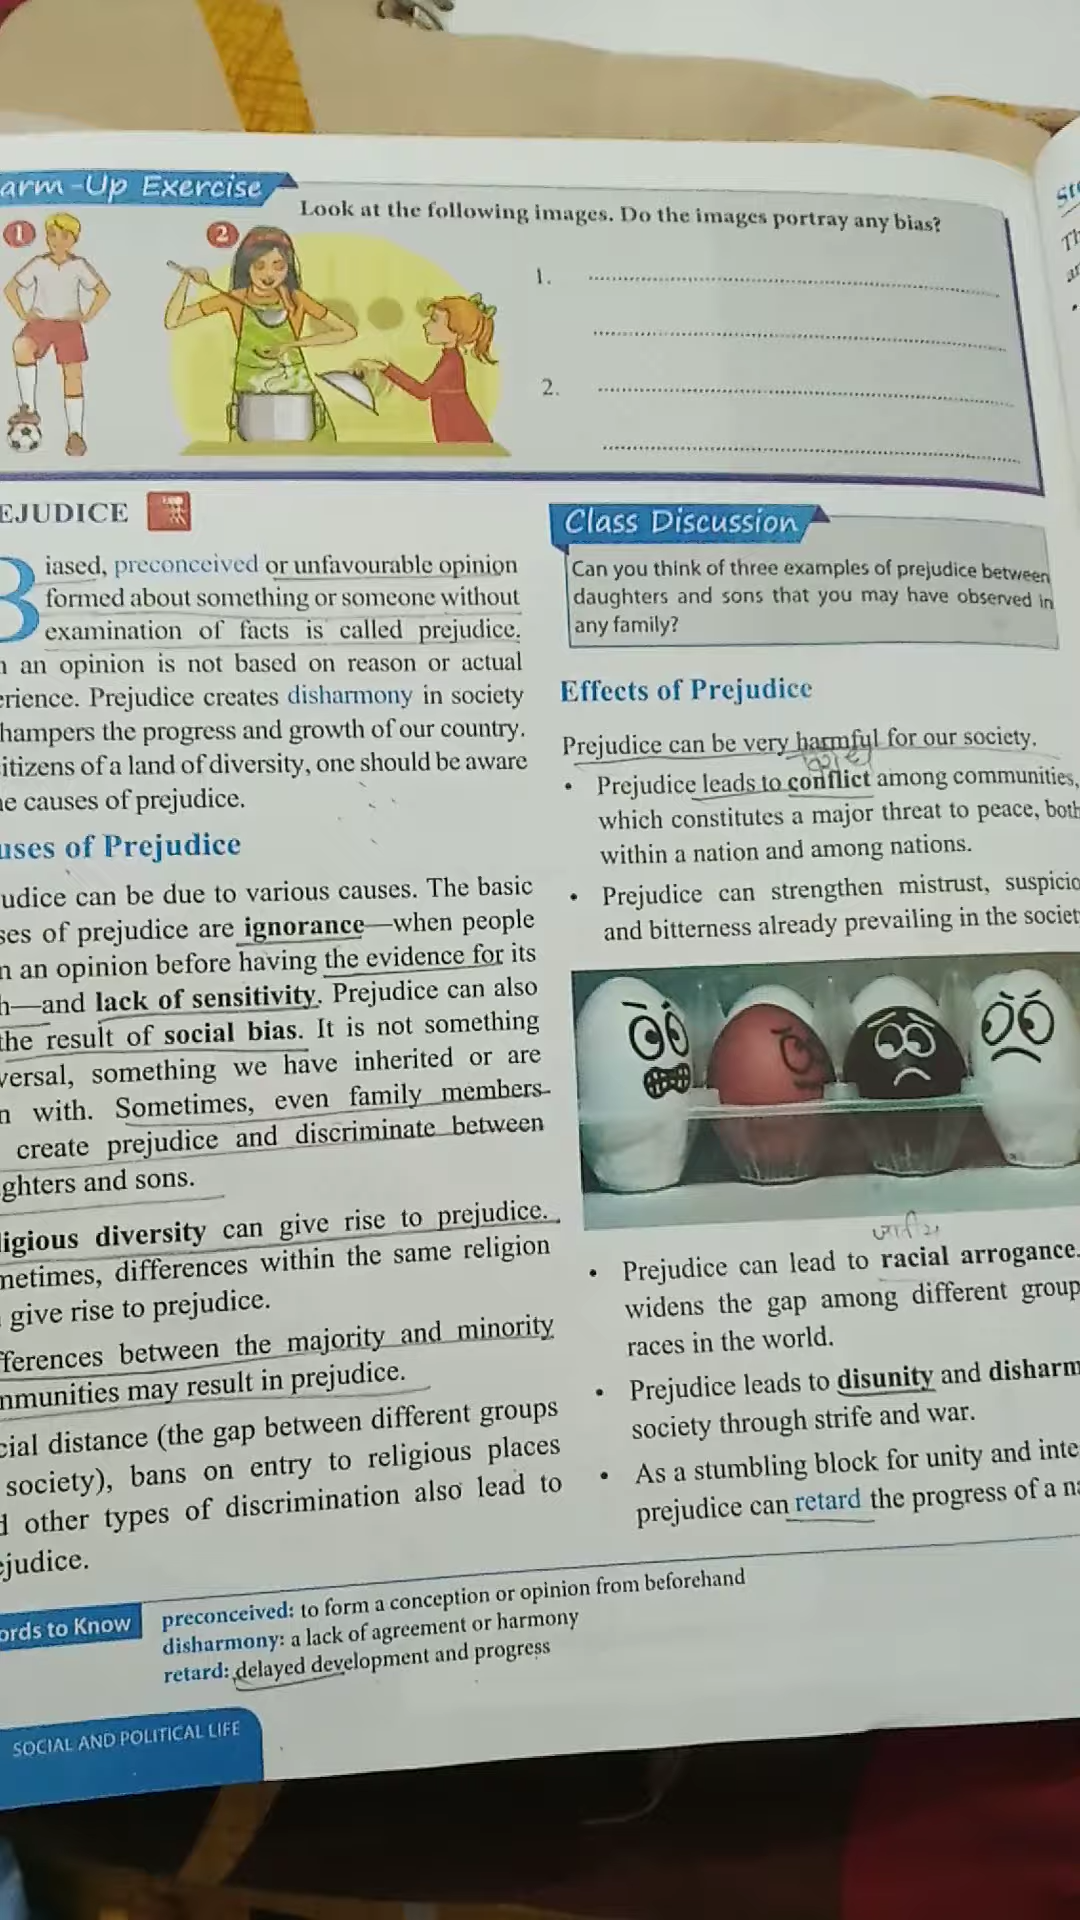 arm-Up Exercise
Look at the following images. Do the images portray any bias?
1
2
1.
2.
EJUDICE
Biased, preconceived or unfavourable opinion
formed about something or someone without
examination of facts is called prejudice.
an opinion is not based on reason or actual
erience. Prejudice creates disharmony in society
hampers the progress and growth of our country.
itizens of a land of diversity, one should be aware
e causes of prejudice.
uses of Prejudice
udice can be due to various causes. The basic
ses of prejudice are ignorance—when people
n an opinion before having the evidence for its
h—and lack of sensitivity. Prejudice can also
the result of social bias. It is not something
versal, something we have inherited or are
n with. Sometimes, even family members
create prejudice and discriminate between
ghters and sons.
ligious diversity can give rise to prejudice.
metimes, differences within the same religion
give rise to prejudice.
fferences between the majority and minority
mmunities may result in prejudice.
cial distance (the gap between different groups
society), bans on entry to religious places
d other types of discrimination also lead to
ejudice.
Class Discussion
Can you think of three examples of prejudice between
daughters and sons that you may have observed in
any family?
Effects of Prejudice
Prejudice can be very harmful for our society.
• Prejudice leads to conflict among communities,
which constitutes a major threat to peace, both
within a nation and among nations.
• Prejudice can strengthen mistrust, suspicio
and bitterness already prevailing in the societ
• Prejudice can lead to racial arrogance.
widens the gap among different group
races in the world.
• Prejudice leads to disunity and disharm
society through strife and war.
• As a stumbling block for unity and inte
prejudice can retard the progress of a na
ords to Know
preconceived: to form a conception or opinion from beforehand
disharmony: a lack of agreement or harmony
retard: delayed development and progress
SOCIAL AND POLITICAL LIFE